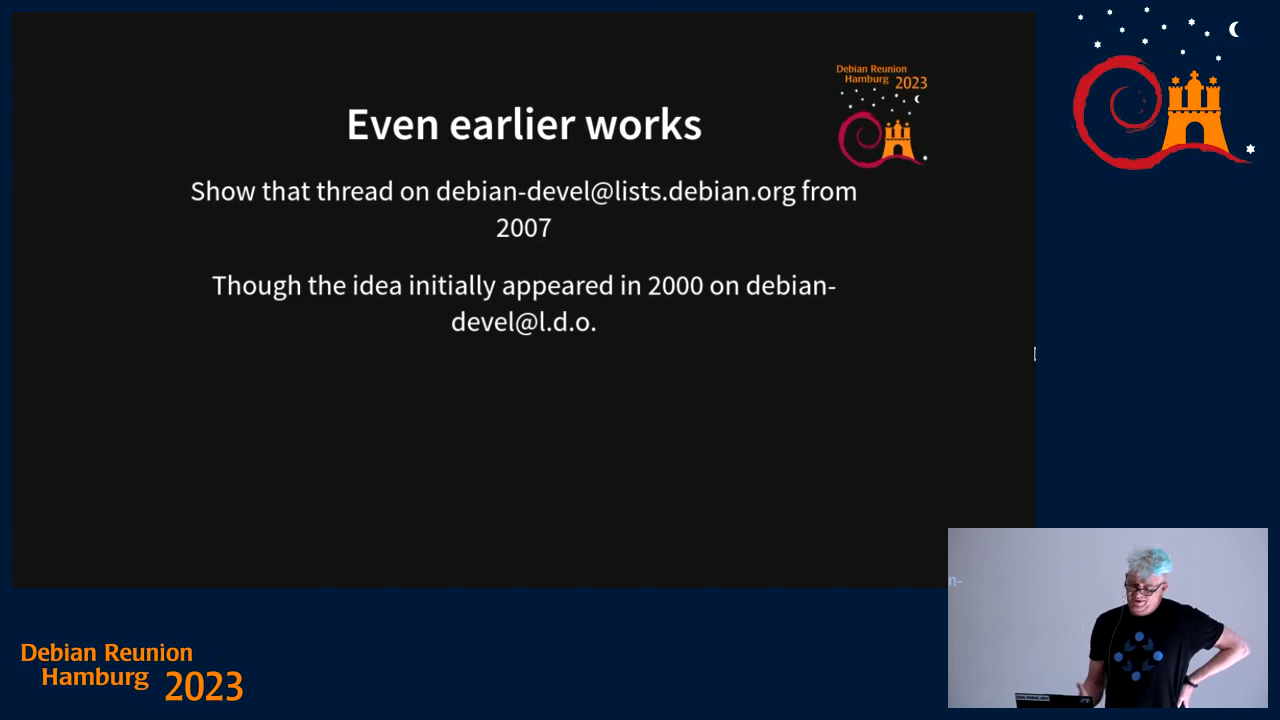 Debian Reunion
Hamburg 2023
Even earlier works
Show that thread on debian-devel@lists.debian.org from
2007
Though the idea initially appeared in 2000 on debian-
devel@l.d.o.
n-
Debian Reunion
Hamburg 2023